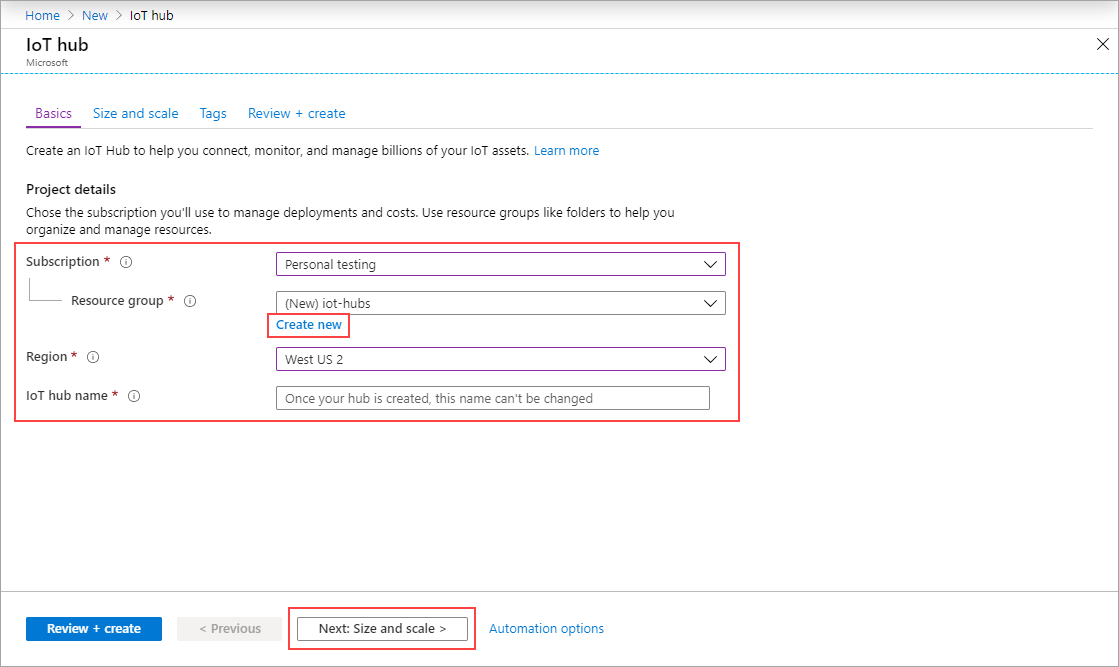 Home > New > IoT hub
IoT hub
Microsoft
Basics Size and scale Tags Review + create
Create an IoT Hub to help you connect, monitor, and manage billions of your IoT assets. Learn more
Project details
Chose the subscription you'll use to manage deployments and costs. Use resource groups like folders to help you
organize and manage resources.
Subscription * Personal testing
Resource group * (New) iot-hubs
Create new
Region * West US 2
IoT hub name * Once your hub is created, this name can't be changed
Review + create < Previous Next: Size and scale > Automation options